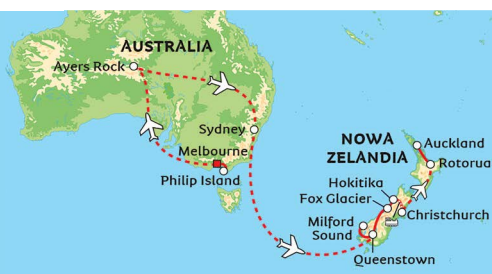 AUSTRALIA
Ayers Rock
Sydney
Melbourne
Philip Island
NOWA
ZELANDIA
Auckland
Rotorua
Hokitika
Fox Glacier
Christchurch
Milford
Sound
Queenstown